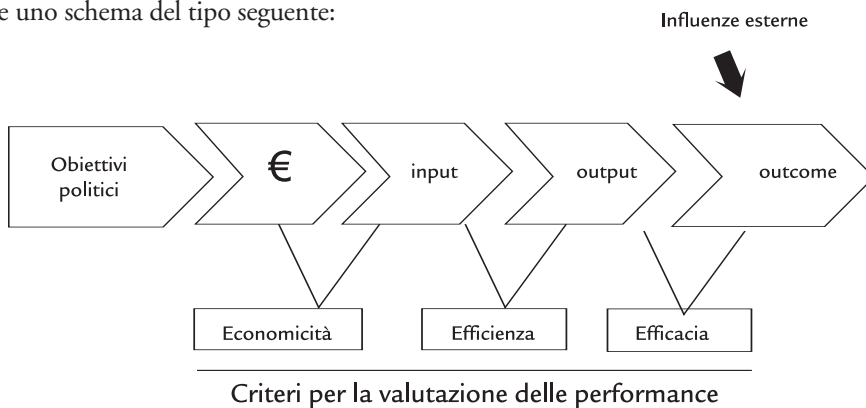 e uno schema del tipo seguente:
Influenze esterne
Obiettivi
politici
€
input
output
outcome
Economicità
Efficienza
Efficacia
Criteri per la valutazione delle performance